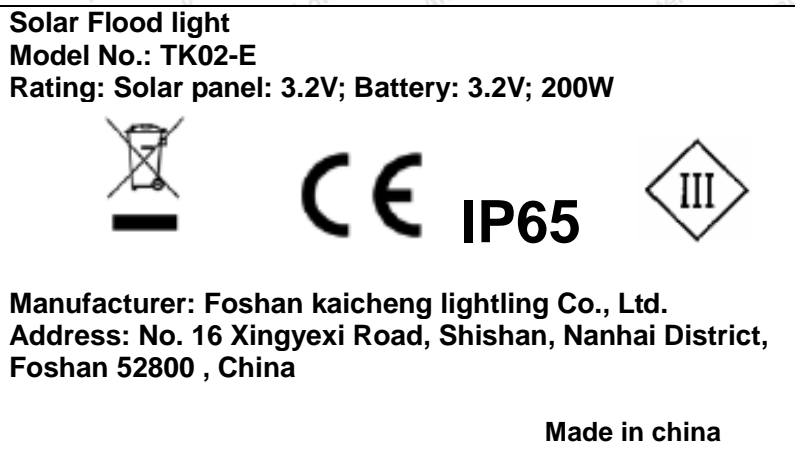 Solar Flood light
Model No.: TK02-E
Rating: Solar panel: 3.2V; Battery: 3.2V; 200W
CE IP65 III
Manufacturer: Foshan kaicheng lightling Co., Ltd.
Address: No. 16 Xingyexi Road, Shishan, Nanhai District,
Foshan 52800 , China
Made in china